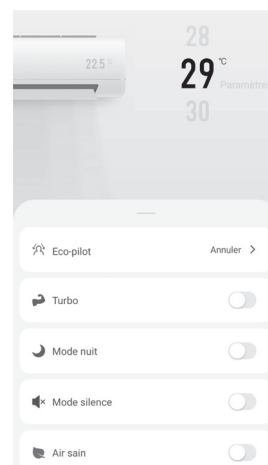 28
22.5°
29 °C
Paramètre
30
Eco-pilot
Annuler >
Turbo
Mode nuit
Mode silence
Air sain